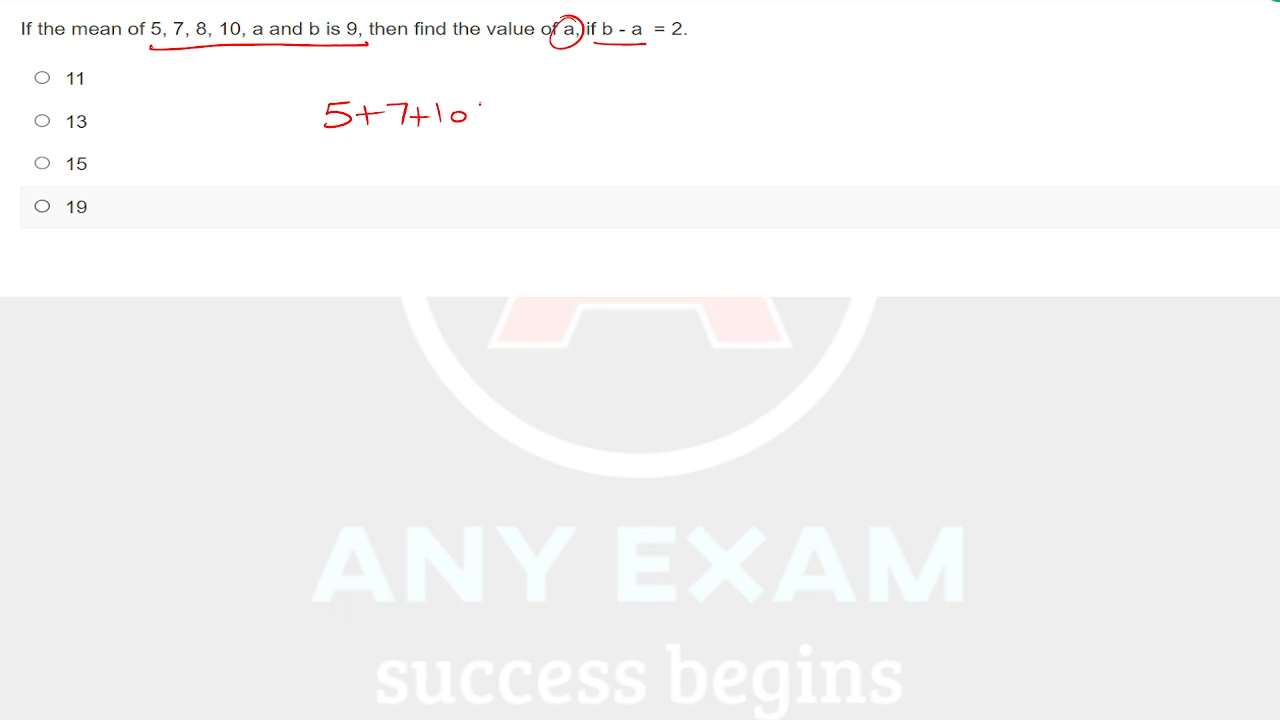 If the mean of 5, 7, 8, 10, a and b is 9, then find the value of a, if b - a = 2.
11
5+7+10
13
15
19
ANY EXAM
success begins